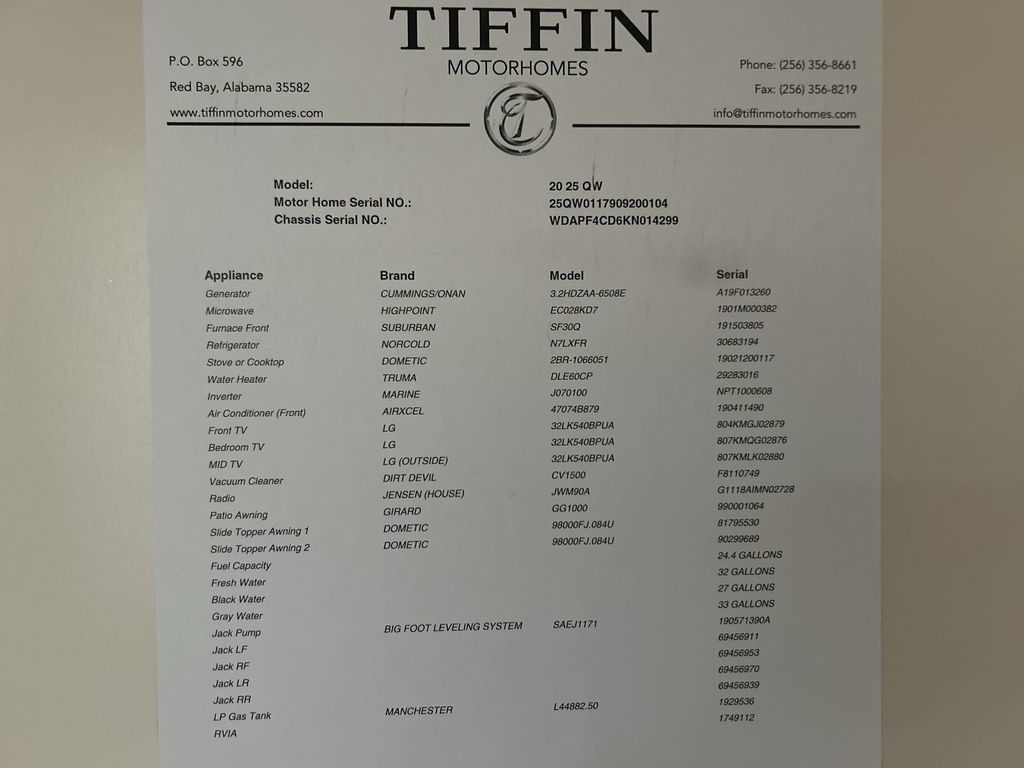 TIFFIN
MOTORHOMES
P.O. Box 596 Phone: (256) 356-8661
Red Bay, Alabama 35582 Fax: (256) 356-8219
www.tiffinmotorhomes.com info@tiffinmotorhomes.com
Model: 20 25 QW
Motor Home Serial NO.: 25QW0117909200104
Chassis Serial NO.: WDAPF4CD6KN014299
Appliance Brand Model Serial
Generator CUMMINGS/ONAN 3.2HDZAA-6508E A19F013260
Microwave HIGHPOINT EC028KD7 1901M000382
Furnace Front SUBURBAN SF30Q 191503805
Refrigerator NORCOLD N7LXFR 30683194
Stove or Cooktop DOMETIC 2BR-1066051 19021200117
Water Heater TRUMA DLE60CP 29283016
Inverter MARINE J070100 NPT1000608
Air Conditioner (Front) AIRXCEL 47074B879 190411490
Front TV LG 32LK540BPUA 804KMGJ02879
Bedroom TV LG 32LK540BPUA 807KMQG02876
MID TV LG (OUTSIDE) 32LK540BPUA 807KMLK02880
Vacuum Cleaner DIRT DEVIL CV1500 F8110749
Radio JENSEN (HOUSE) JWM90A G1118AIMN02728
Patio Awning GIRARD GG1000 990001064
Slide Topper Awning 1 DOMETIC 98000FJ.084U 81795530
Slide Topper Awning 2 DOMETIC 98000FJ.084U 90299689
Fuel Capacity 24.4 GALLONS
Fresh Water 32 GALLONS
Black Water 27 GALLONS
Gray Water 33 GALLONS
Jack Pump BIG FOOT LEVELING SYSTEM SAEJ1171 190571390A
Jack LF 69456911
Jack RF 69456953
Jack LR 69456970
Jack RR 69456939
LP Gas Tank MANCHESTER L44882.50 1929536
RVIA 1749112